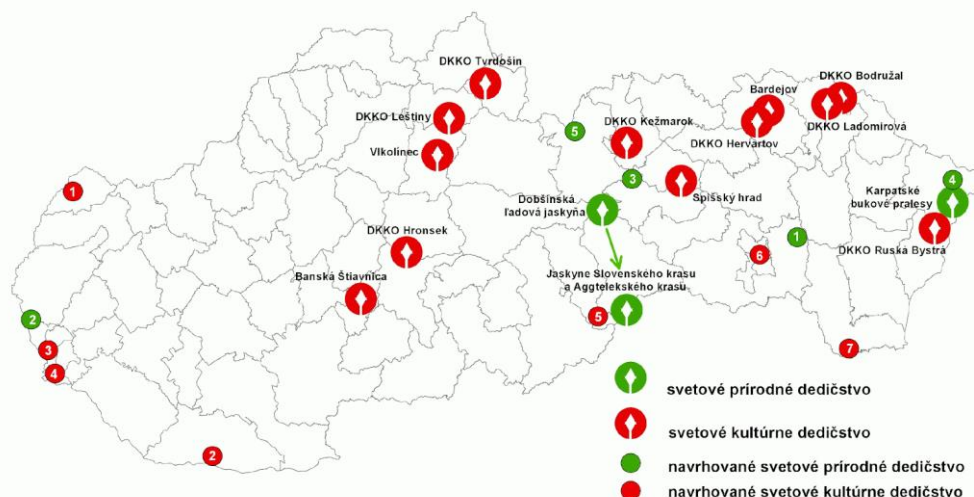 DKKO Tvrdošín
DKKO Bodružal
Bardejov
DKKO Leštiny
DKKO Kežmarok
DKKO Ladomirová
5
DKKO Hervartov
Vlkolínec
3
4
1
Karpatské
bukové pralesy
Spišský hrad
Dobšinská
ľadová jaskyňa
DKKO Hronsek
1
DKKO Ruská Bystrá
6
Banská Štiavnica
Jaskyne Slovenského krasu
a Aggtelekského krasu
2
5
3
7
4
svetové prírodné dedičstvo
svetové kultúrne dedičstvo
2
navrhované svetové prírodné dedičstvo
navrhované svetové kultúrne dedičstvo